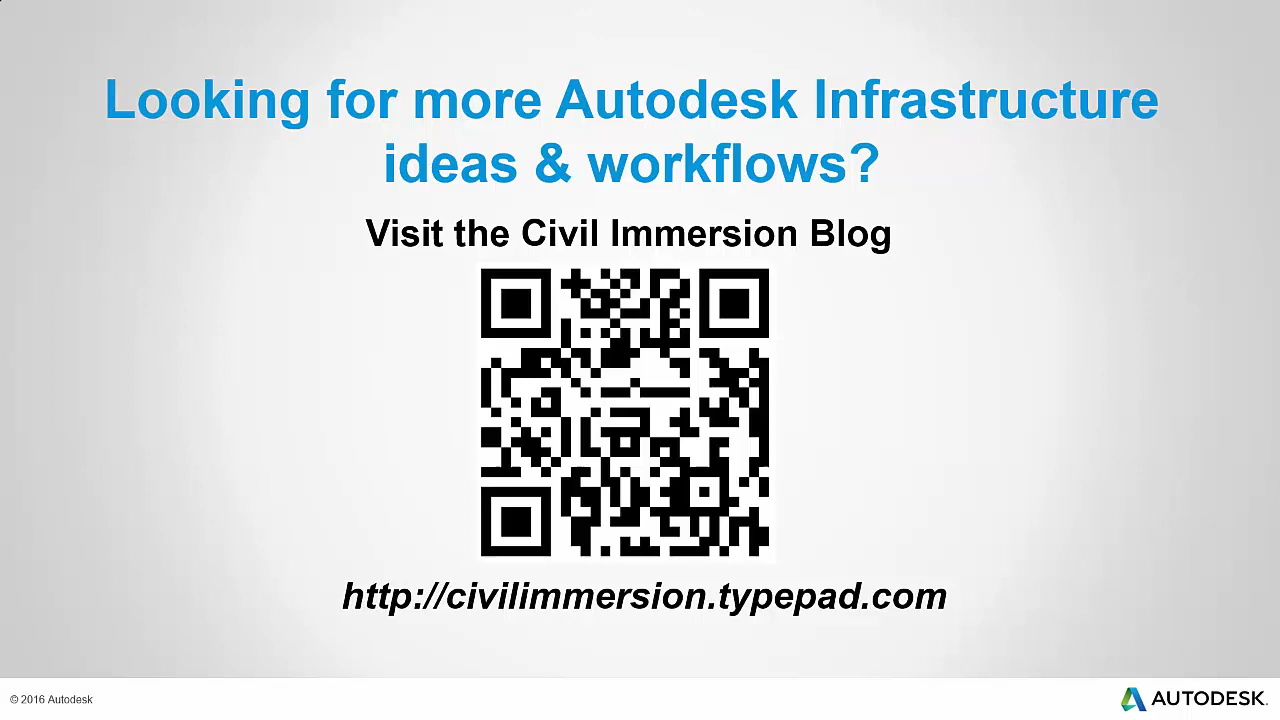 Looking for more Autodesk Infrastructure
ideas & workflows?
Visit the Civil Immersion Blog
http://civilimmersion.typepad.com
© 2016 Autodesk
AUTODESK.